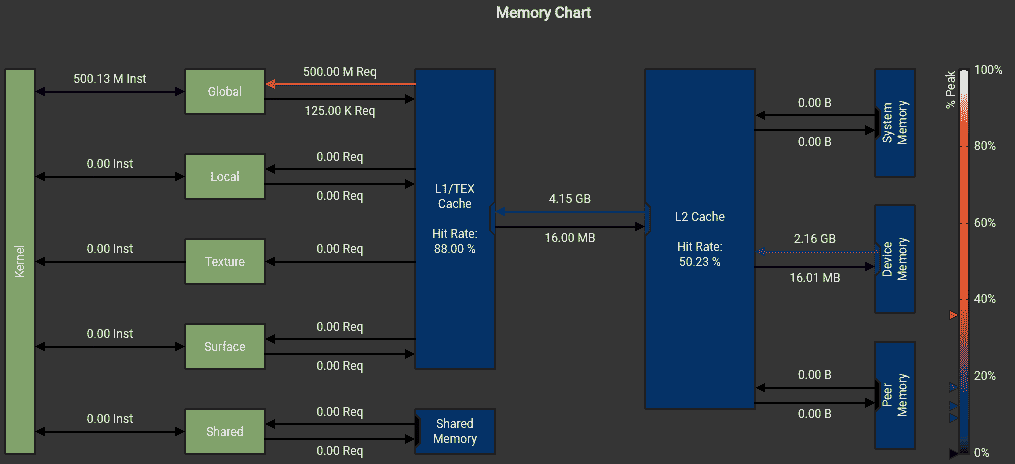 Memory Chart
Kernel
500.13 M Inst
Global
500.00 M Req
125.00 K Req
0.00 Inst
Local
0.00 Req
0.00 Req
0.00 Inst
Texture
0.00 Req
0.00 Inst
Surface
0.00 Req
0.00 Req
0.00 Inst
Shared
0.00 Req
0.00 Req
L1/TEX
Cache
Hit Rate:
88.00 %
Shared
Memory
4.15 GB
16.00 MB
L2 Cache
Hit Rate:
50.23 %
0.00 B
0.00 B
System
Memory
2.16 GB
16.01 MB
Device
Memory
0.00 B
0.00 B
Peer
Memory
% Peak
100%
80%
60%
40%
20%
0%